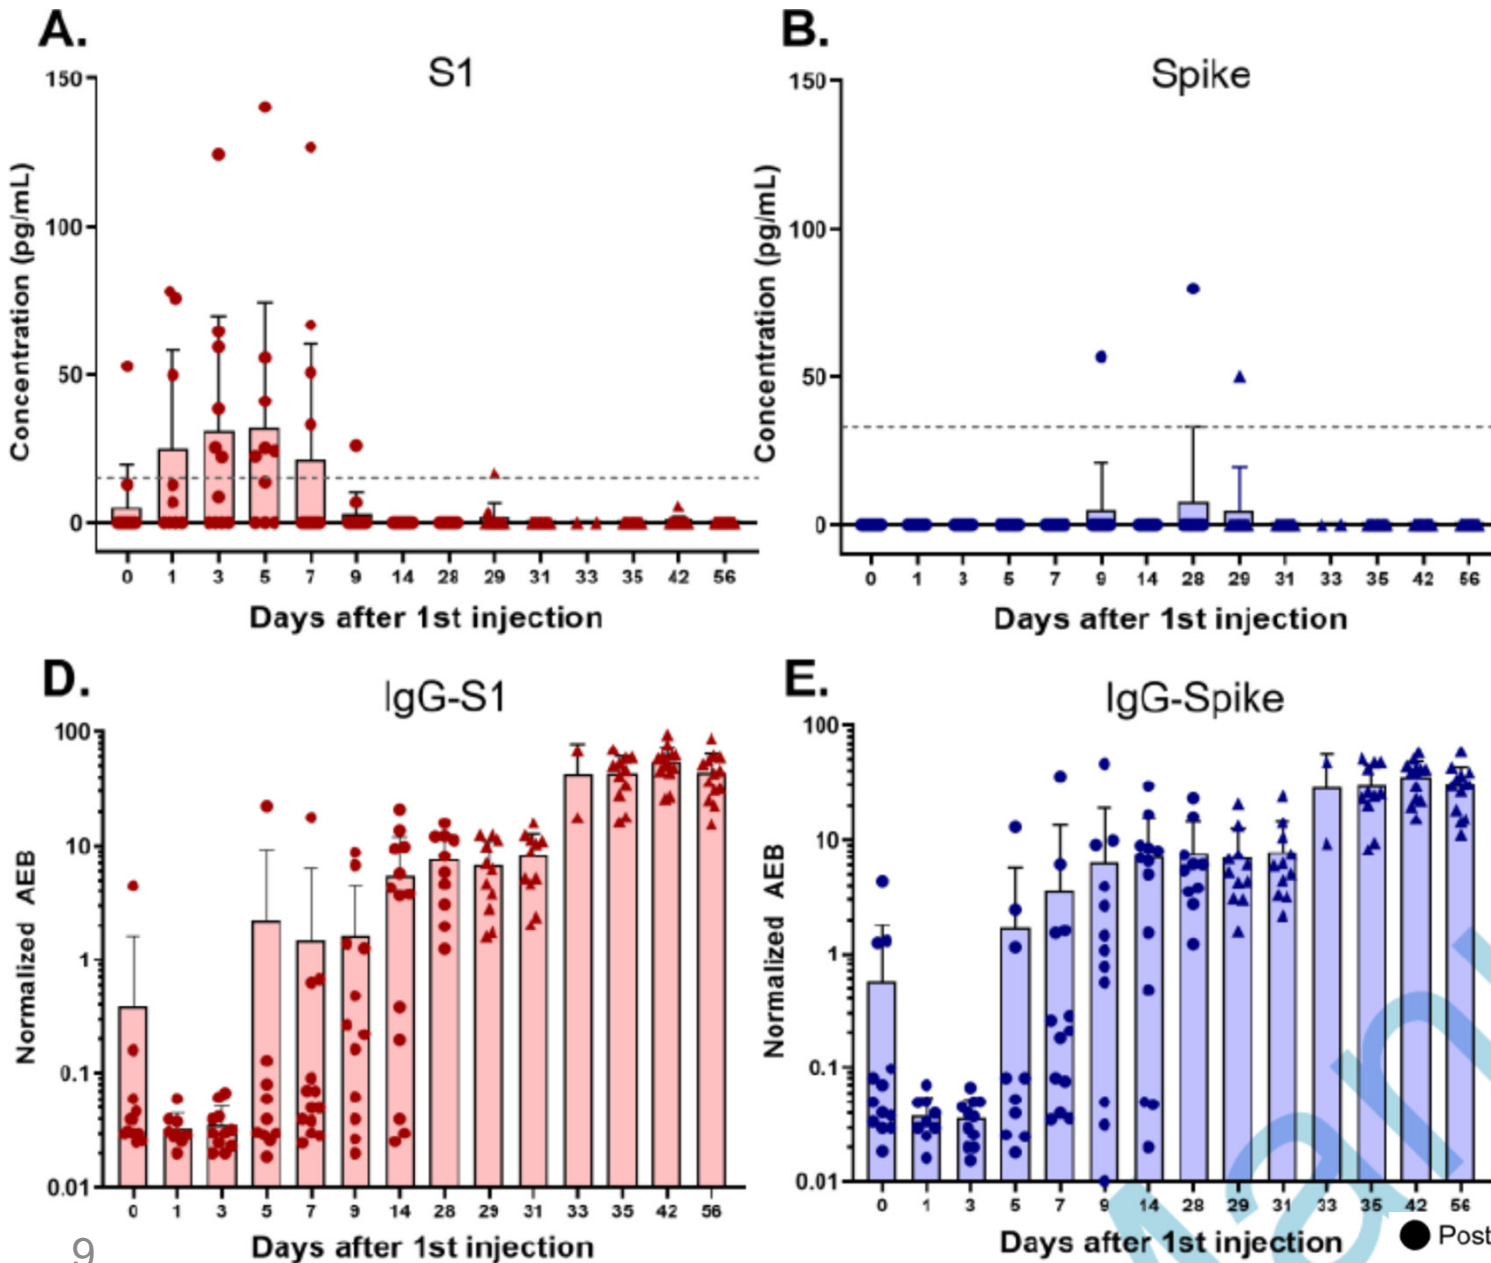 A.
S1
Concentration (pg/mL)
150
100
50
0
0 1 3 5 7 9 14 28 29 31 33 35 42 56
Days after 1st injection
B.
Spike
Concentration (pg/mL)
150
100
50
0
0 1 3 5 7 9 14 28 29 31 33 35 42 56
Days after 1st injection
D.
IgG-S1
Normalized AEB
100
10
1
0.1
0.01
0 1 3 5 7 9 14 28 29 31 33 35 42 56
Days after 1st injection
E.
IgG-Spike
Normalized AEB
100
10
1
0.1
0.01
0 1 3 5 7 9 14 28 29 31 33 35 42 56
Days after 1st injection
Post
9